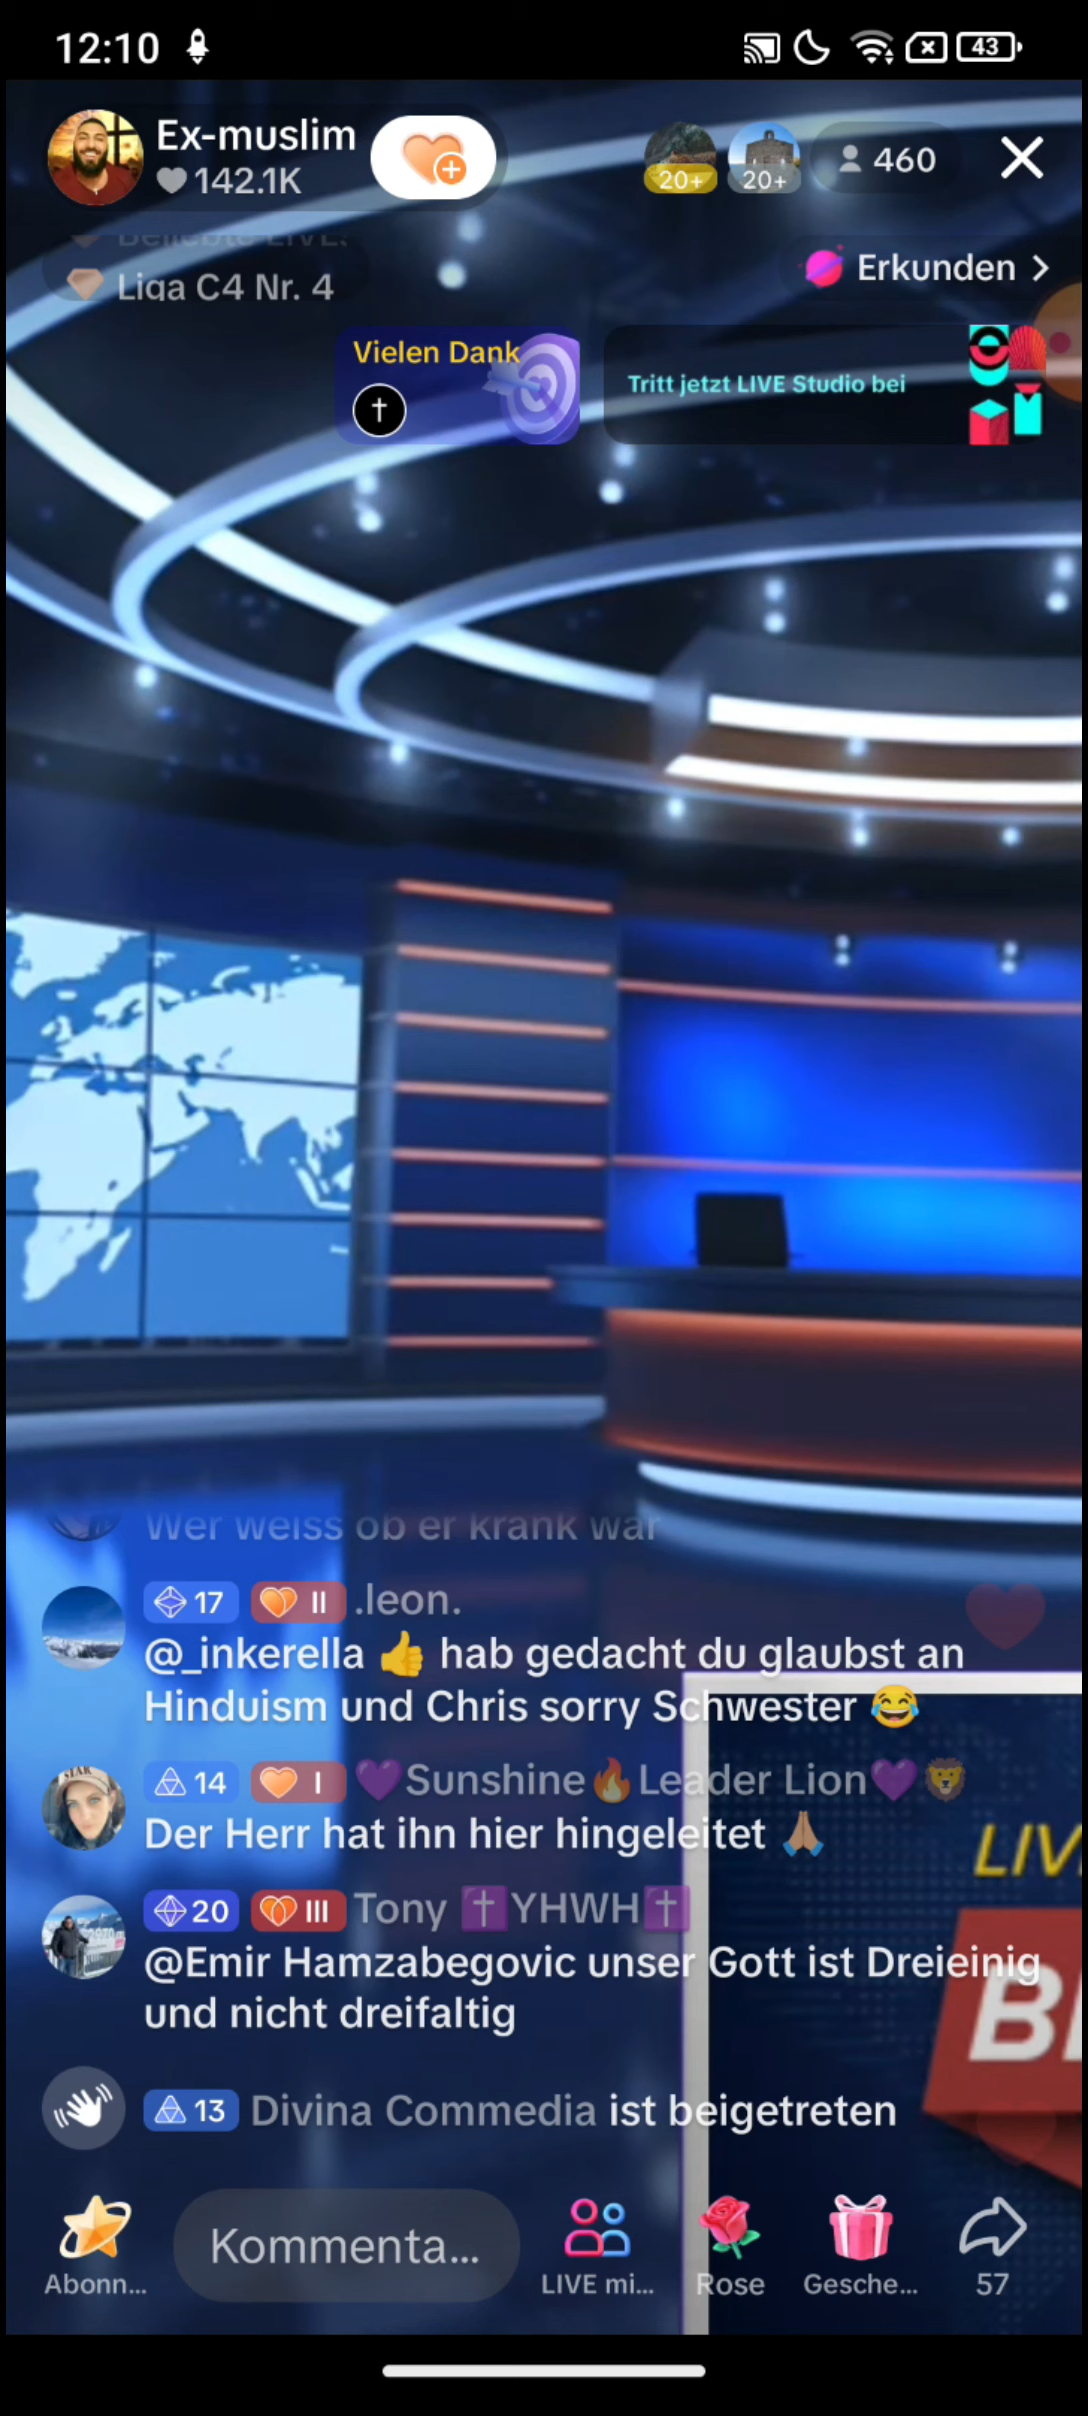 12:10
43
Ex-muslim
142.1K
20+
20+
460
Beliebte LIVEs
Liga C4 Nr. 4
Erkunden >
Vielen Dank
Tritt jetzt LIVE Studio bei
Wer weiss ob er krank war
17 II .leon.
@_inkerella 👍 hab gedacht du glaubst an
Hinduism und Chris sorry Schwester 😂
STAR
14 I 💜Sunshine🔥Leader Lion💜🦁
Der Herr hat ihn hier hingeleitet 🙏🏽
20 III Tony ✝️YHWH✝️
@Emir Hamzabegovic unser Gott ist Dreieinig
und nicht dreifaltig
13 Divina Commedia ist beigetreten
LIV
B
Kommenta...
Abonn...
LIVE mi...
Rose
Gesche...
57